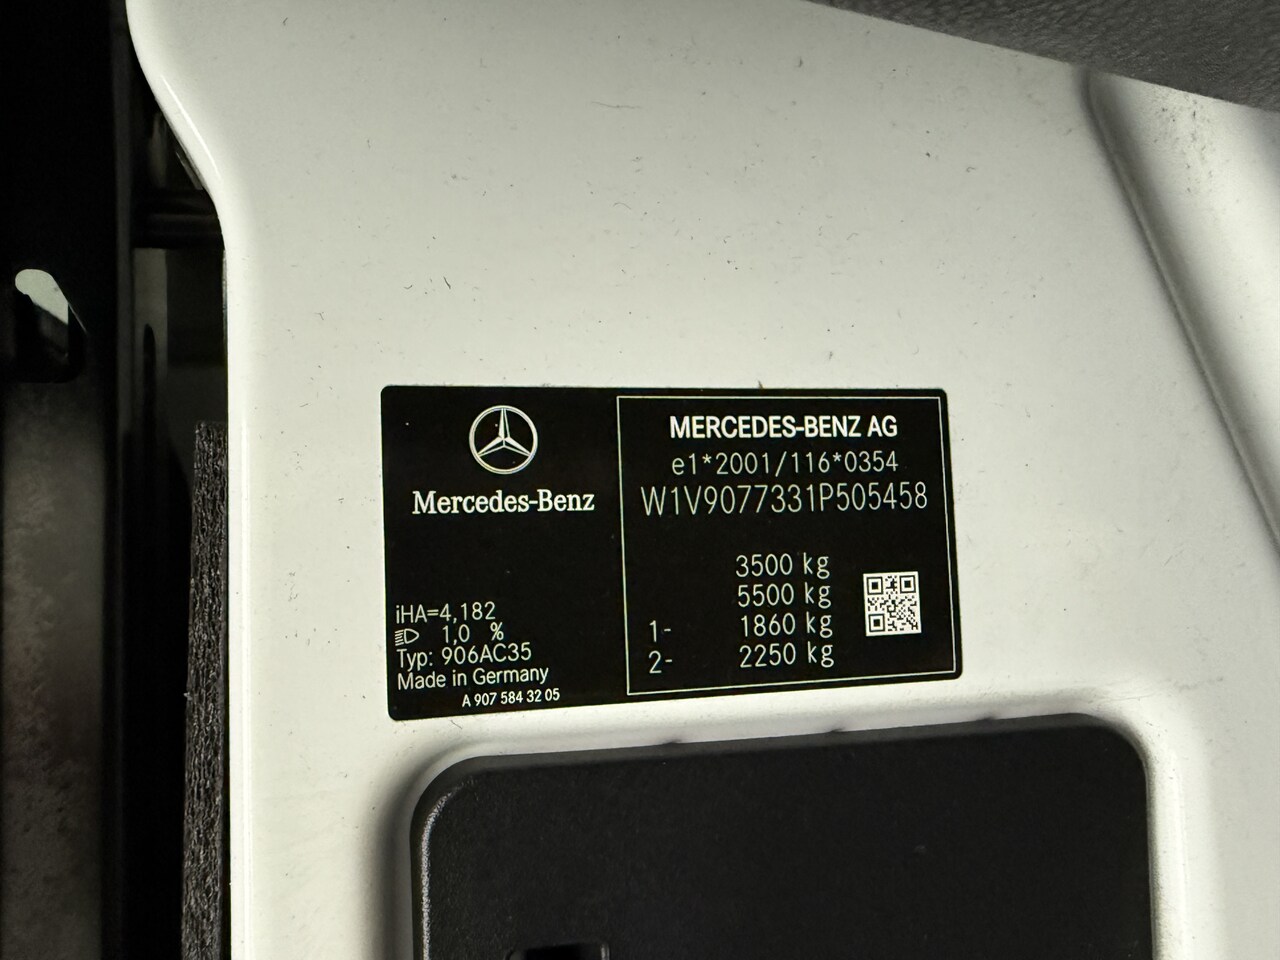 Mercedes-Benz
iHA=4,182
1,0 %
Typ: 906AC35
Made in Germany
A 907 584 32 05
MERCEDES-BENZ AG
e1*2001/116*0354
W1V9077331P505458
3500 kg
5500 kg
1- 1860 kg
2- 2250 kg